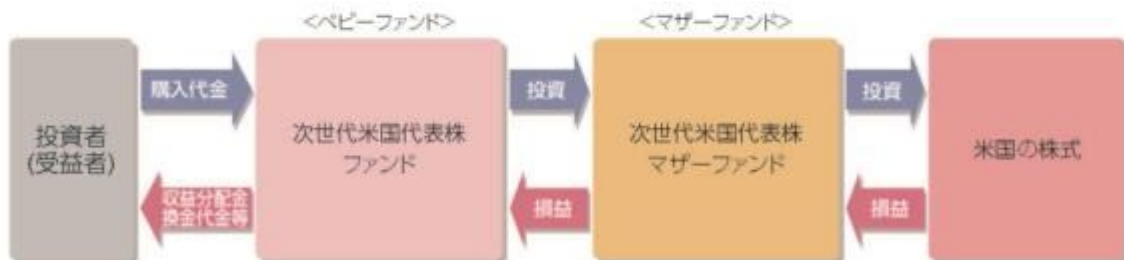 <ベビーファンド>
<マザーファンド>
投資者
(受益者)
購入代金
収益分配金
換金代金等
次世代米国代表株
ファンド
投資
損益
次世代米国代表株
マザーファンド
投資
損益
米国の株式